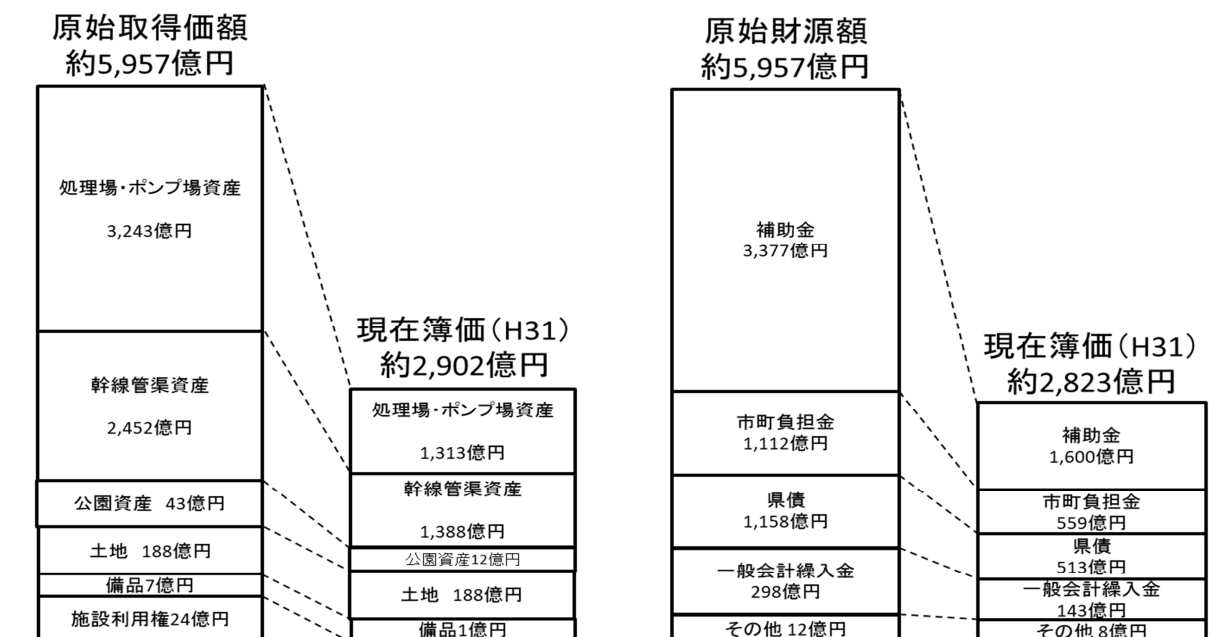 原始取得価額
約5,957億円
処理場・ポンプ場資産
3,243億円
幹線管渠資産
2,452億円
公園資産 43億円
土地 188億円
備品7億円
施設利用権24億円
現在簿価(H31)
約2,902億円
処理場・ポンプ場資産
1,313億円
幹線管渠資産
1,388億円
公園資産12億円
土地 188億円
備品1億円
原始財源額
約5,957億円
補助金
3,377億円
市町負担金
1,112億円
県債
1,158億円
一般会計繰入金
298億円
その他 12億円
現在簿価(H31)
約2,823億円
補助金
1,600億円
市町負担金
559億円
県債
513億円
一般会計繰入金
143億円
その他 8億円